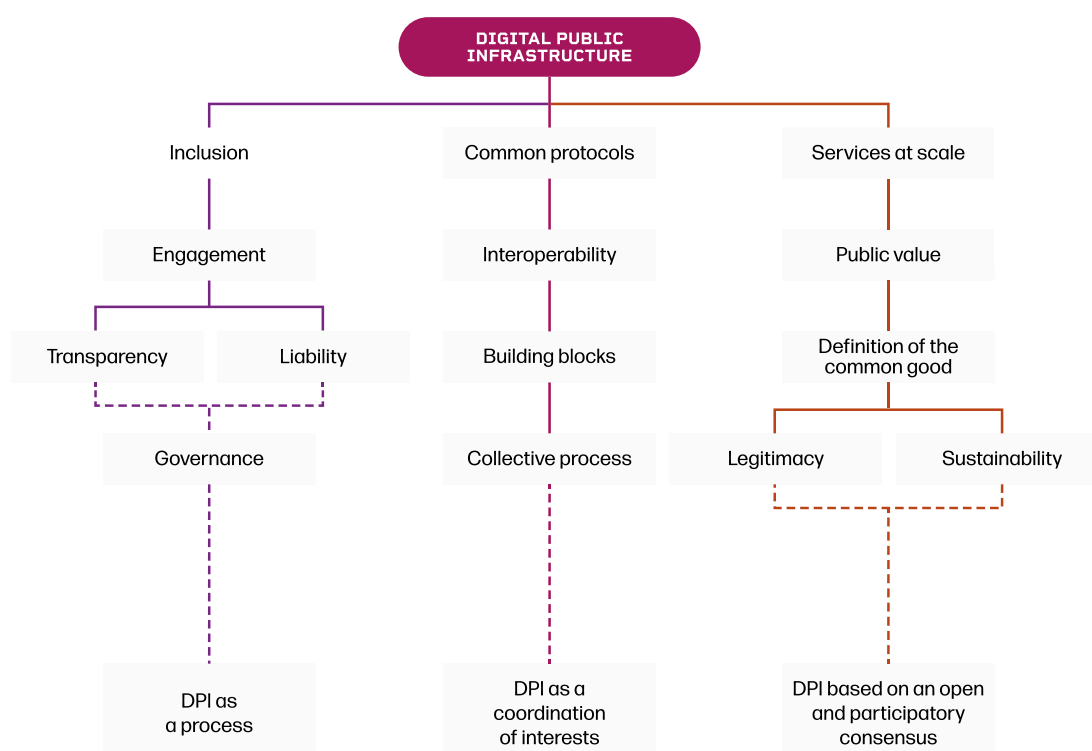 DIGITAL PUBLIC
INFRASTRUCTURE
Inclusion
Common protocols
Services at scale
Engagement
Interoperability
Public value
Transparency
Liability
Building blocks
Definition of the
common good
Governance
Collective process
Legitimacy
Sustainability
DPI as
a process
DPI as a
coordination
of interests
DPI based on an open
and participatory
consensus